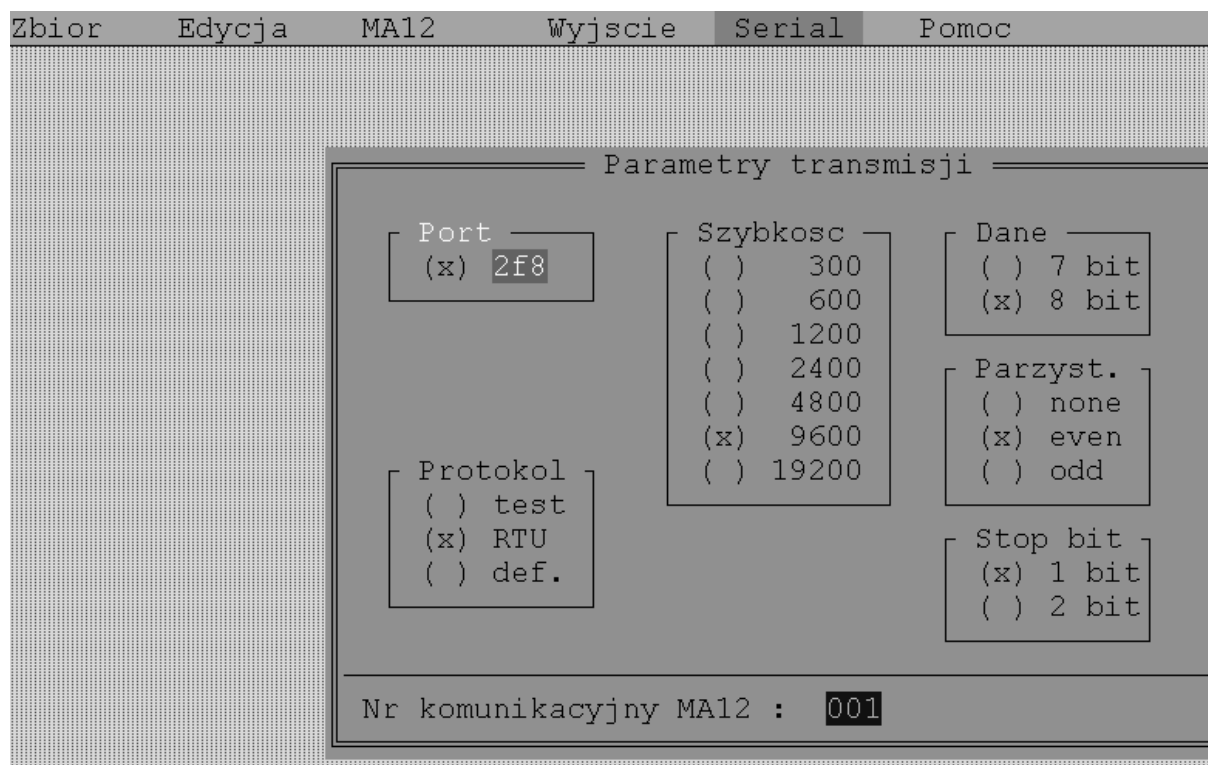 Zbior Edycja MA12 Wyjscie Serial Pomoc
Parametry transmisji
Port
(x) 2f8
Szybkosc
( ) 300
( ) 600
( ) 1200
( ) 2400
( ) 4800
(x) 9600
( ) 19200
Dane
( ) 7 bit
(x) 8 bit
Parzyst.
( ) none
(x) even
( ) odd
Protokol
( ) test
(x) RTU
( ) def.
Stop bit
(x) 1 bit
( ) 2 bit
Nr komunikacyjny MA12 : 001